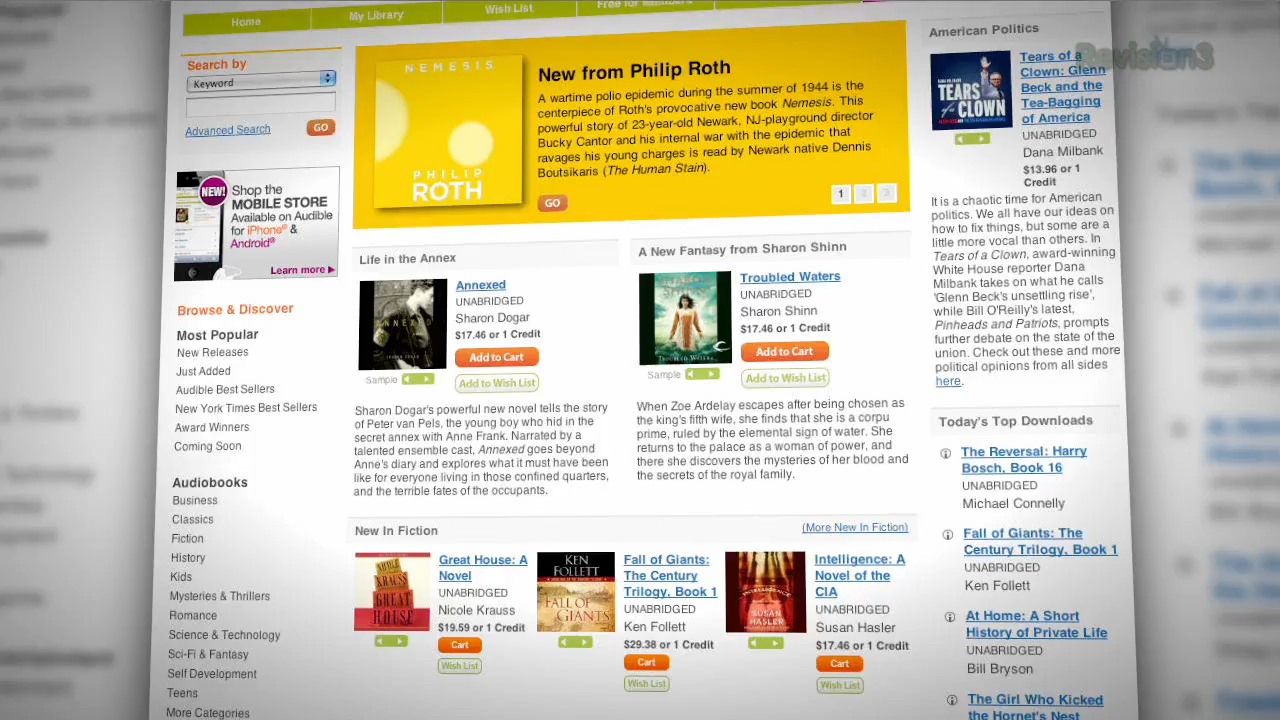 Home
My Library
Wish List
Free for Members
Revision3
Search by
Keyword
Advanced Search
GO
NEW!
Shop the
MOBILE STORE
Available on Audible
for iPhone® &
Android®
Learn more
Browse & Discover
Most Popular
New Releases
Just Added
Audible Best Sellers
New York Times Best Sellers
Award Winners
Coming Soon
Audiobooks
Business
Classics
Fiction
History
Kids
Mysteries & Thrillers
Romance
Science & Technology
Sci-Fi & Fantasy
Self Development
Teens
More Categories
NEMESIS
PHILIP
ROTH
New from Philip Roth
A wartime polio epidemic during the summer of 1944 is the
centerpiece of Roth's provocative new book Nemesis. This
powerful story of 23-year-old Newark, NJ-playground director
Bucky Cantor and his internal war with the epidemic that
ravages his young charges is read by Newark native Dennis
Boutsikaris (The Human Stain).
GO
1
2
3
Life in the Annex
ANNEXED
Sample
Annexed
UNABRIDGED
Sharon Dogar
$17.46 or 1 Credit
Add to Cart
Add to Wish List
Sharon Dogar's powerful new novel tells the story
of Peter van Pels, the young boy who hid in the
secret annex with Anne Frank. Narrated by a
talented ensemble cast, Annexed goes beyond
Anne's diary and explores what it must have been
like for everyone living in those confined quarters,
and the terrible fates of the occupants.
A New Fantasy from Sharon Shinn
SHARON
SHINN
TROUBLED WATERS
Sample
Troubled Waters
UNABRIDGED
Sharon Shinn
$17.46 or 1 Credit
Add to Cart
Add to Wish List
When Zoe Ardelay escapes after being chosen as
the king's fifth wife, she finds that she is a corpu
prime, ruled by the elemental sign of water. She
returns to the palace as a woman of power, and
there she discovers the mysteries of her blood and
the secrets of the royal family.
New In Fiction
(More New In Fiction)
NICOLE
KRAUSS
GREAT
HOUSE
Great House: A
Novel
UNABRIDGED
Nicole Krauss
$19.59 or 1 Credit
Cart
Wish List
KEN
FOLLETT
FALL OF
GIANTS
Fall of Giants:
The Century
Trilogy, Book 1
UNABRIDGED
Ken Follett
$29.38 or 1 Credit
Cart
Wish List
INTELLIGENCE
SUSAN
HASLER
Intelligence: A
Novel of the
CIA
UNABRIDGED
Susan Hasler
$17.46 or 1 Credit
Cart
Wish List
American Politics
TEARS
of a
CLOWN
Tears of a
Clown: Glenn
Beck and the
Tea-Bagging
of America
UNABRIDGED
Dana Milbank
$13.96 or 1
Credit
It is a chaotic time for American
politics. We all have our ideas on
how to fix things, but some are a
little more vocal than others. In
Tears of a Clown, award-winning
White House reporter Dana
Milbank takes on what he calls
'Glenn Beck's unsettling rise',
while Bill O'Reilly's latest,
Pinheads and Patriots, prompts
further debate on the state of the
union. Check out these and more
political opinions from all sides
here.
Today's Top Downloads
The Reversal: Harry
Bosch, Book 16
UNABRIDGED
Michael Connelly
Fall of Giants: The
Century Trilogy, Book 1
UNABRIDGED
Ken Follett
At Home: A Short
History of Private Life
UNABRIDGED
Bill Bryson
The Girl Who Kicked
the Hornet's Nest